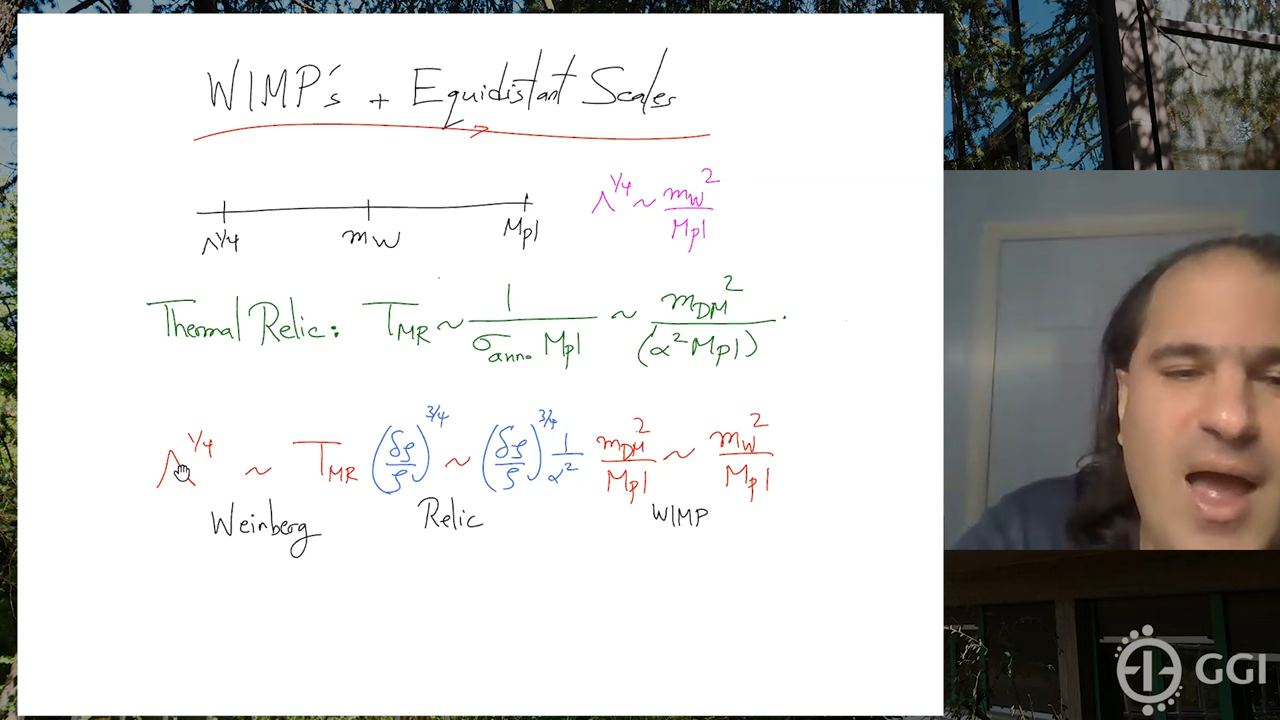 WIMP's + Equidistant Scales
Λ^1/4 mW Mpl Λ^1/4 ~ mW^2/Mpl
Thermal Relic: TMR ~ 1/(σann. Mpl) ~ mDM^2/(α^2 Mpl).
Λ^1/4 ~ TMR (δρ/ρ)^3/4 ~ (δρ/ρ)^3/4 1/α^2 mDM^2/Mpl ~ mW^2/Mpl
Weinberg Relic WIMP
GGI